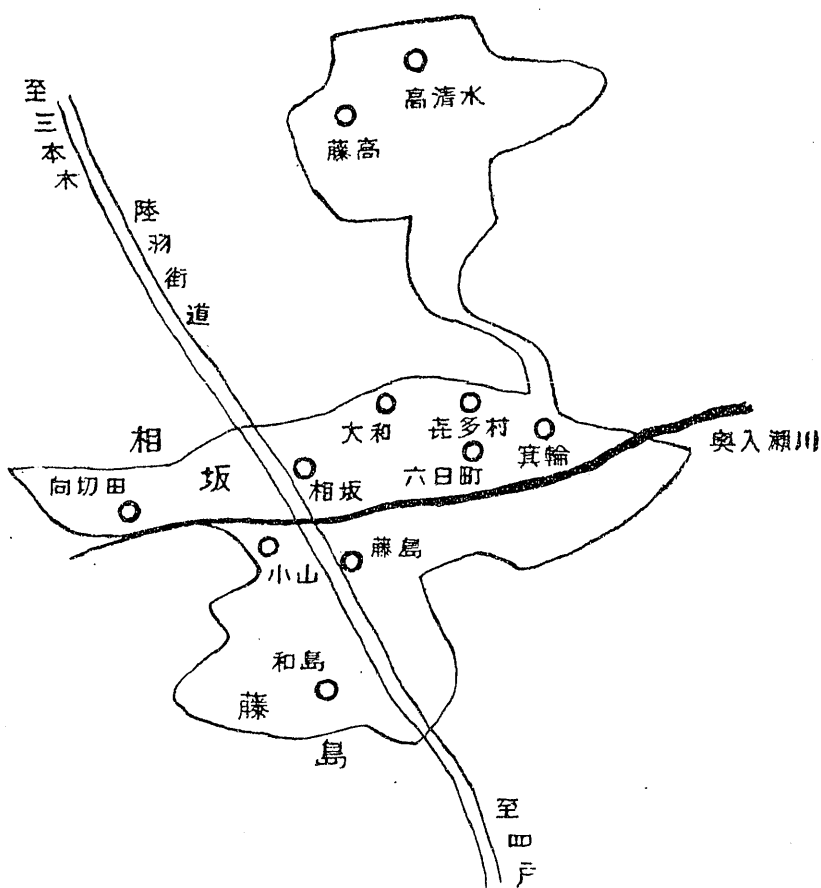 高清水
藤高
至三本木
陸羽街道
大和
㐂多村
箕輪
奥入瀬川
相坂
向切田
相坂
六日町
小山
藤島
和島
藤島
至四戸